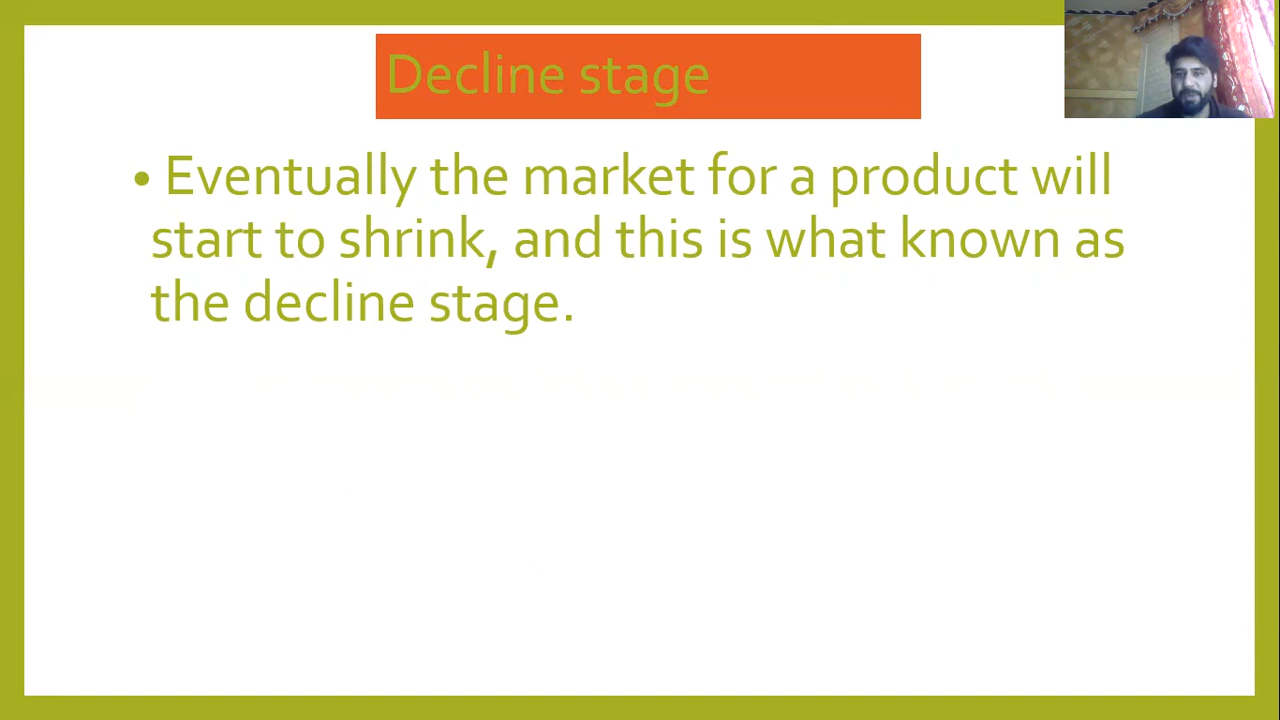 Decline stage
• Eventually the market for a product will
start to shrink, and this is what known as
the decline stage.